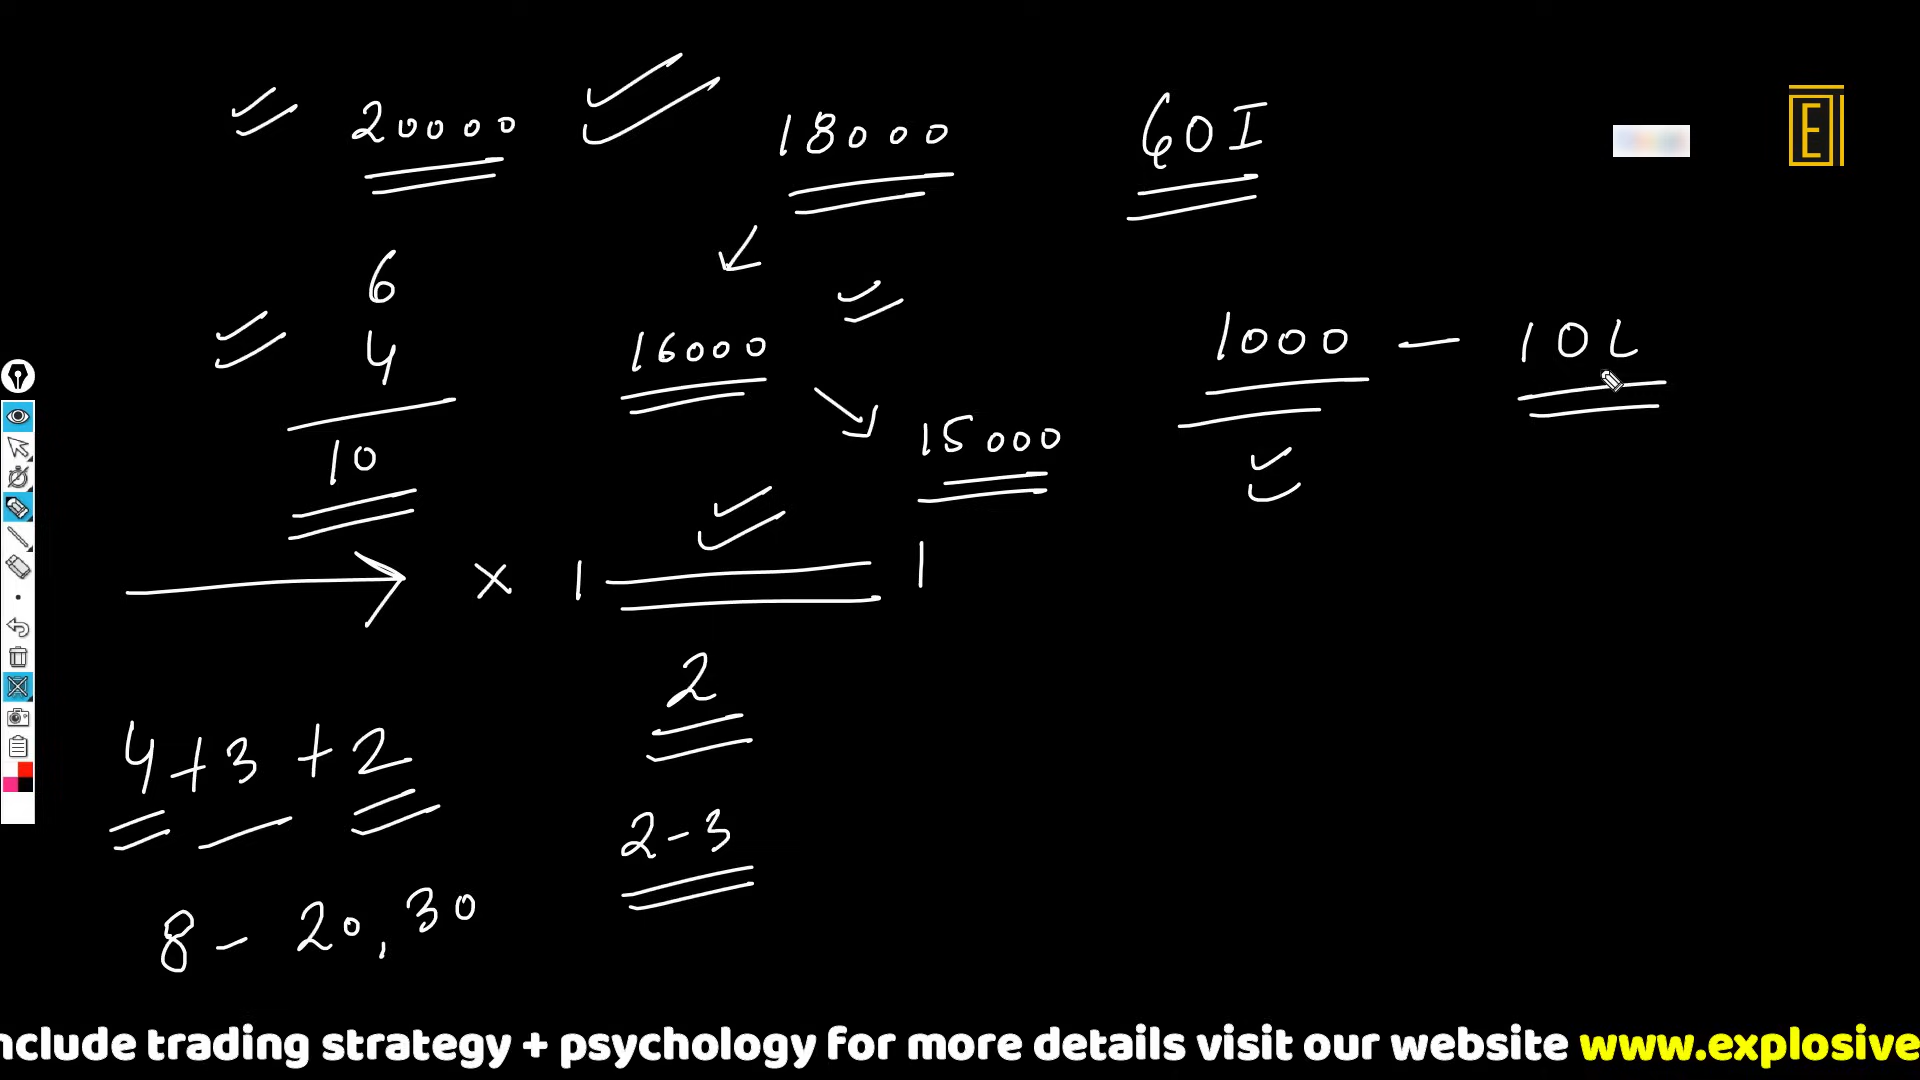 20000 18000 60I
6
4
10
16000
15000
1000 - 10L
x 1 1
2
4+3+2
2-3
8- 20,30
E
nclude trading strategy + psychology for more details visit our website www.explosive